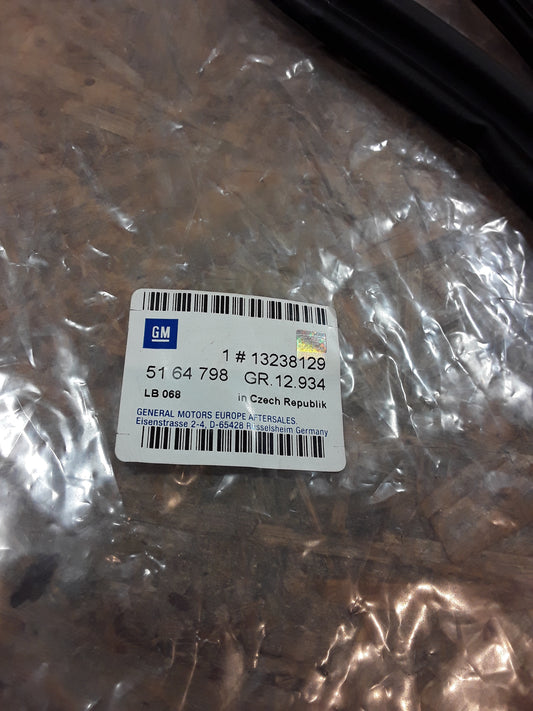 GM
1 # 13238129
51 64 798 GR.12.934
LB 068 in Czech Republik
GENERAL MOTORS EUROPE AFTERSALES.
Eisenstrasse 2-4, D-65428 Rüsselsheim Germany